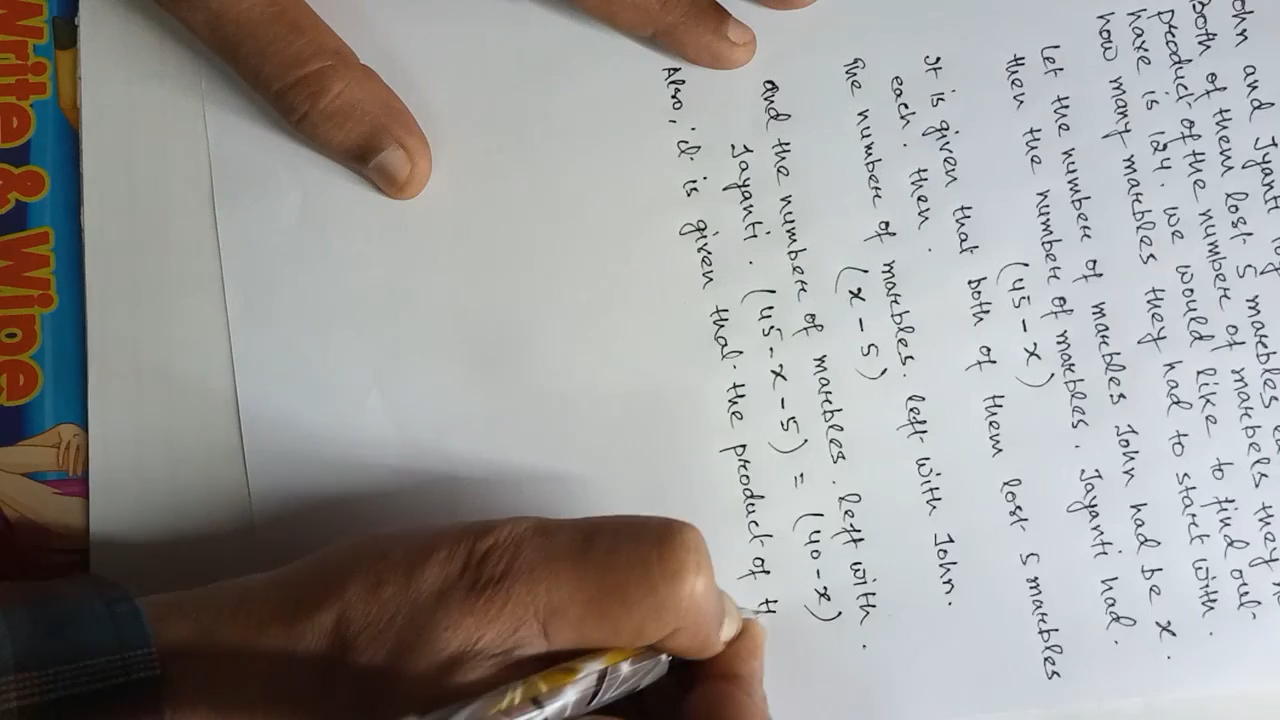 John and Jyanti
Both of them lost 5 marbles
product of the number of marbels they
have is 124. we would like to find out
how many marbles they had to start with.
Let the number of marbles John had be x.
then the number of marbles. Jayanti had.
(45 - x)
It is given that both of them lost 5 marbles
each. then.
The number of marbles. left with John.
(x - 5)
and the number of marbles. left with.
Jayanti. (45 - x - 5) = (40 - x)
Also, it is given that the product of
Write & Wipe